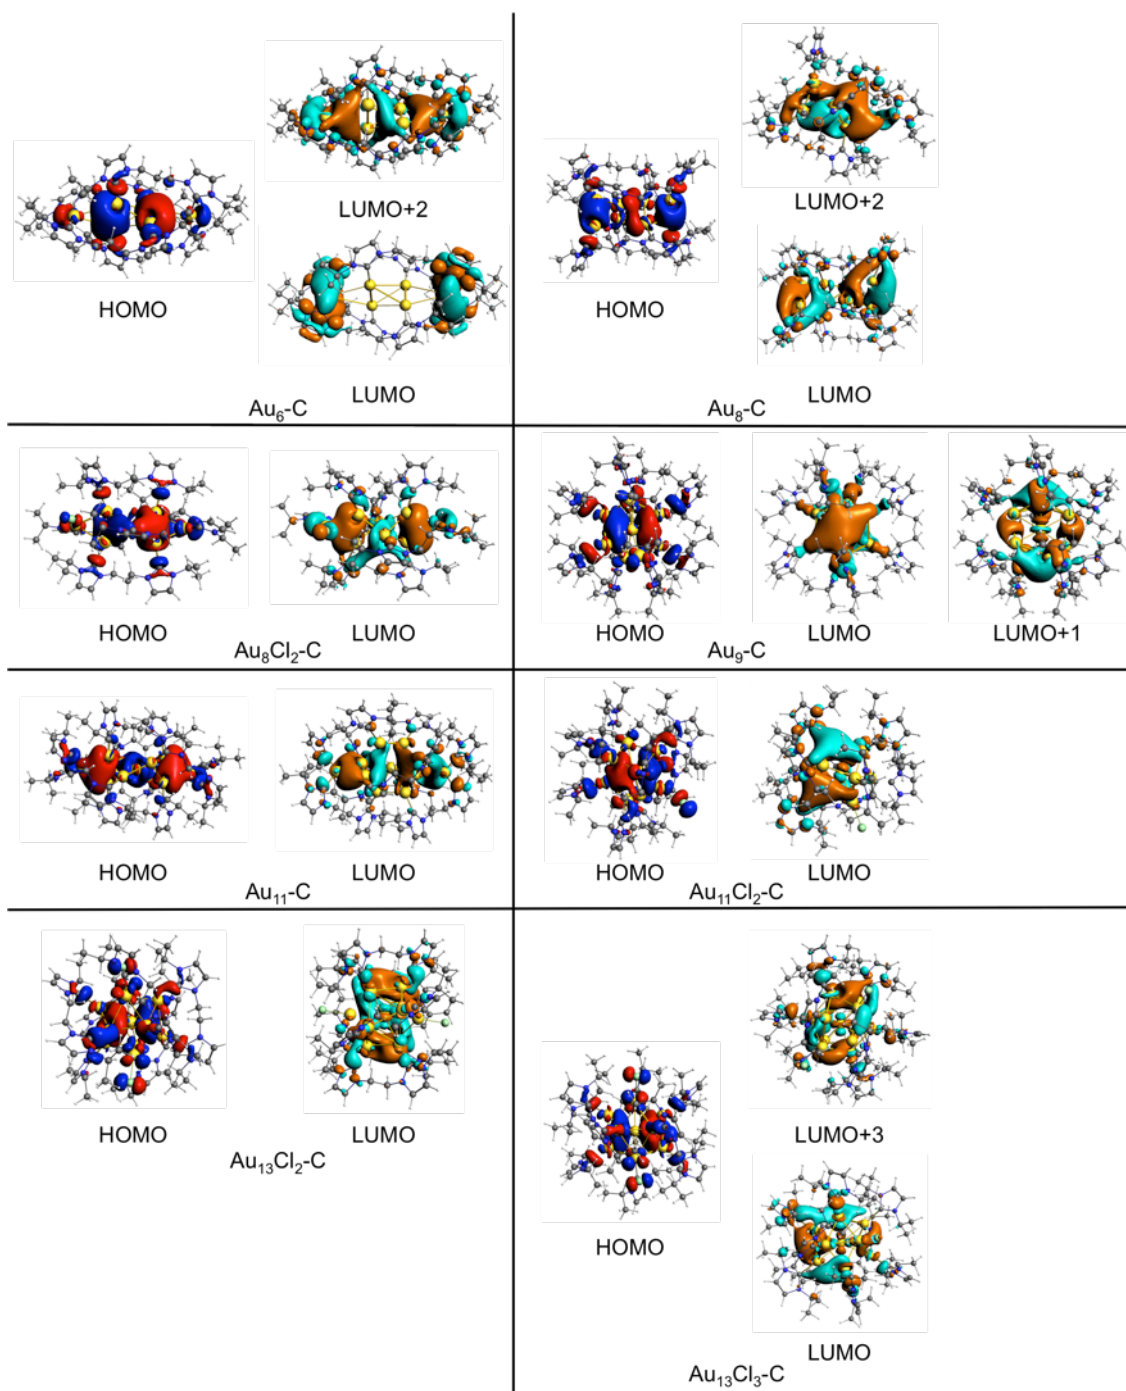 LUMO+2
HOMO
LUMO
Au₆-C
LUMO+2
HOMO
LUMO
Au₈-C
HOMO
LUMO
Au₈Cl₂-C
HOMO
LUMO
LUMO+1
Au₉-C
HOMO
LUMO
Au₁₁-C
HOMO
LUMO
Au₁₁Cl₂-C
HOMO
LUMO
Au₁₃Cl₂-C
LUMO+3
HOMO
LUMO
Au₁₃Cl₃-C